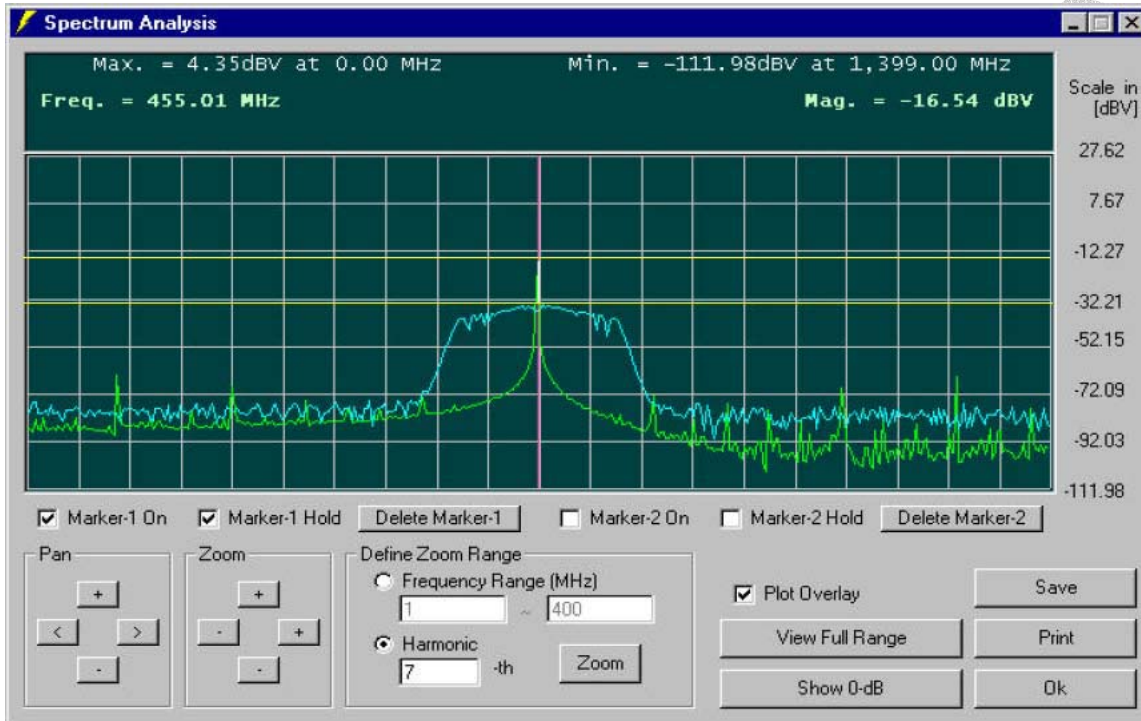 Spectrum Analysis
Max. = 4.35dBV at 0.00 MHz Min. = -111.98dBV at 1,399.00 MHz
Freq. = 455.01 MHz Mag. = -16.54 dBV
Scale in
[dBV]
27.62
7.67
-12.27
-32.21
-52.15
-72.09
-92.03
-111.98
Marker-1 On Marker-1 Hold Delete Marker-1 Marker-2 On Marker-2 Hold Delete Marker-2
Pan
+
< >
-
Zoom
+
- +
-
Define Zoom Range
Frequency Range (MHz)
1 ~ 400
Harmonic
7 -th Zoom
Plot Overlay
Save
View Full Range
Print
Show 0-dB
Ok